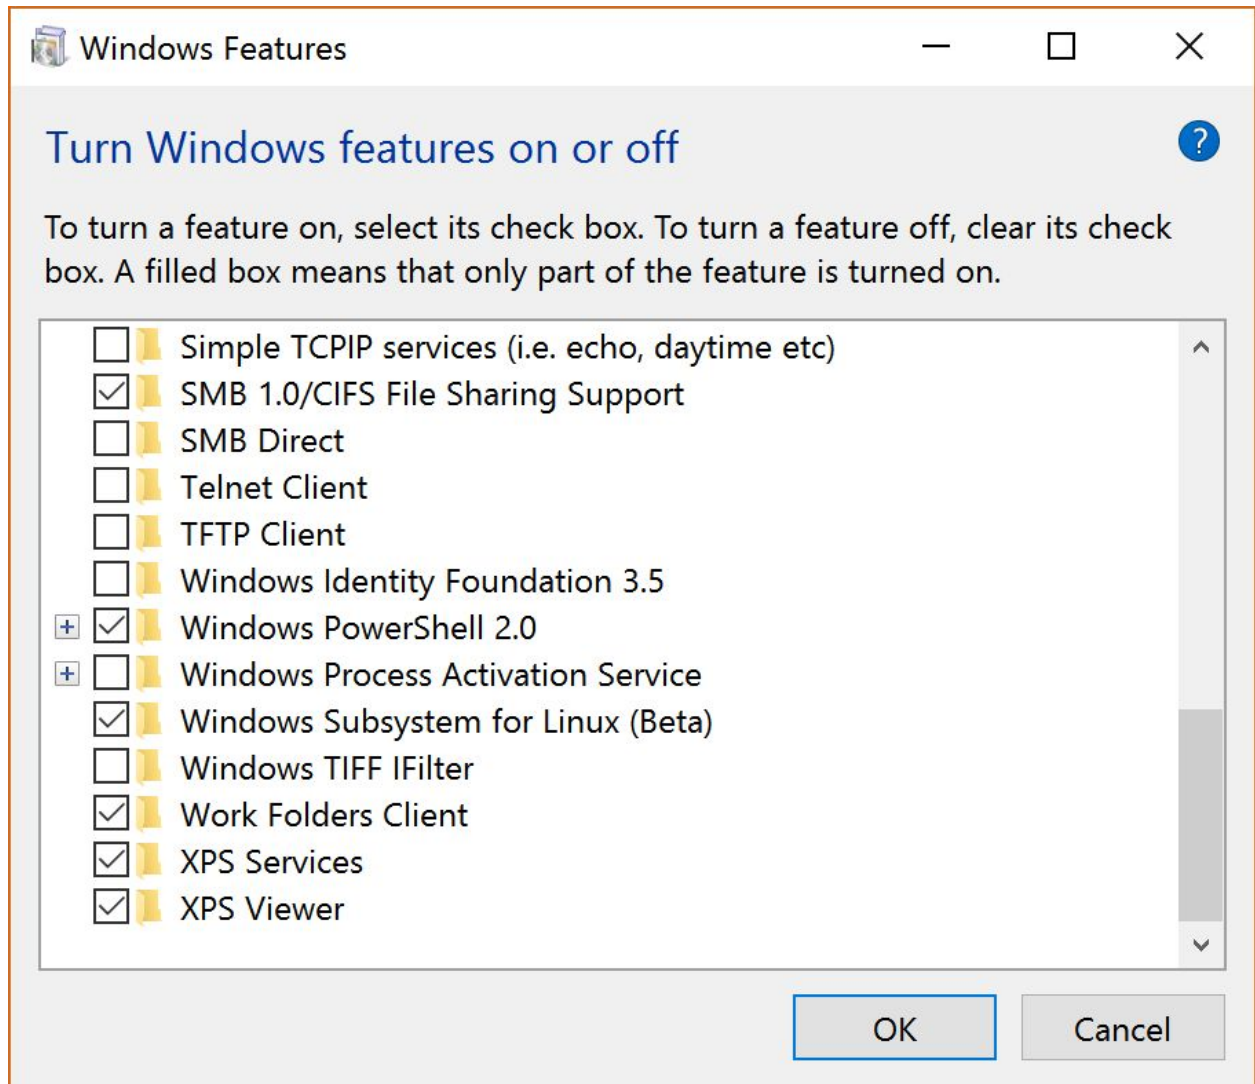 Windows Features
Turn Windows features on or off
?
To turn a feature on, select its check box. To turn a feature off, clear its check
box. A filled box means that only part of the feature is turned on.
Simple TCPIP services (i.e. echo, daytime etc)
SMB 1.0/CIFS File Sharing Support
SMB Direct
Telnet Client
TFTP Client
Windows Identity Foundation 3.5
Windows PowerShell 2.0
Windows Process Activation Service
Windows Subsystem for Linux (Beta)
Windows TIFF IFilter
Work Folders Client
XPS Services
XPS Viewer
OK Cancel